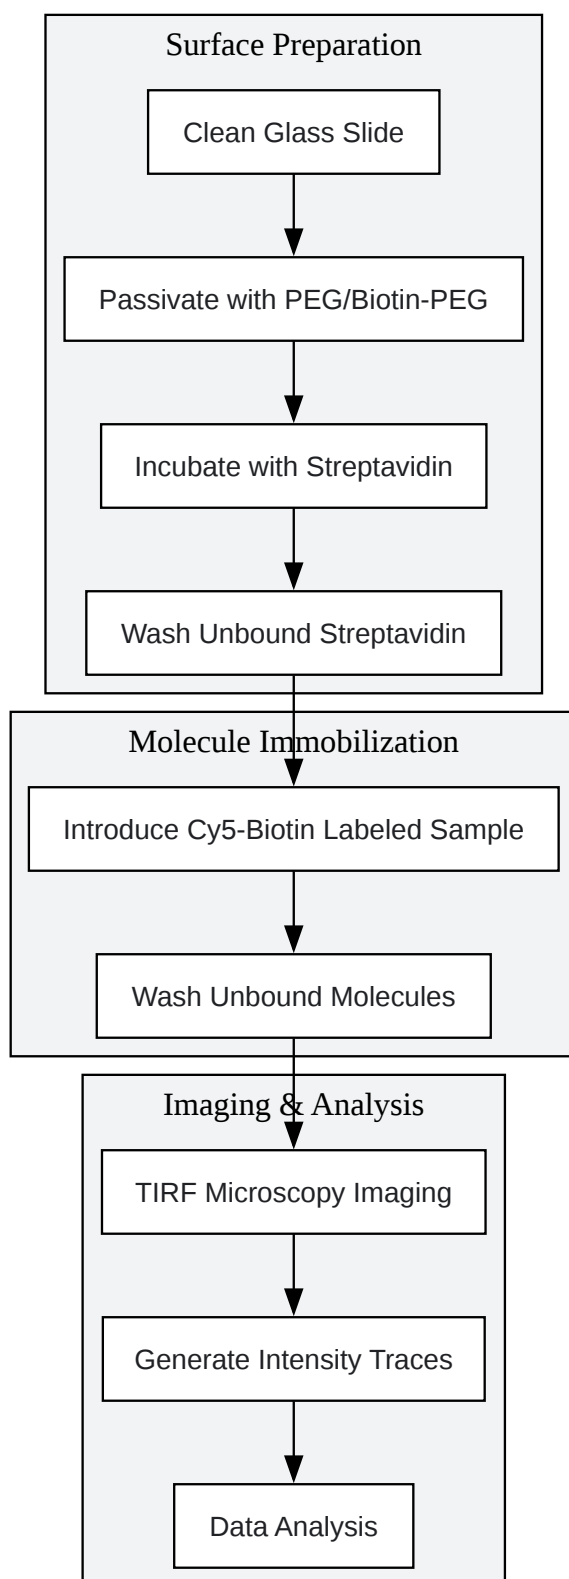 Surface Preparation
Clean Glass Slide
Passivate with PEG/Biotin-PEG
Incubate with Streptavidin
Wash Unbound Streptavidin
Molecule Immobilization
Introduce Cy5-Biotin Labeled Sample
Wash Unbound Molecules
Imaging & Analysis
TIRF Microscopy Imaging
Generate Intensity Traces
Data Analysis